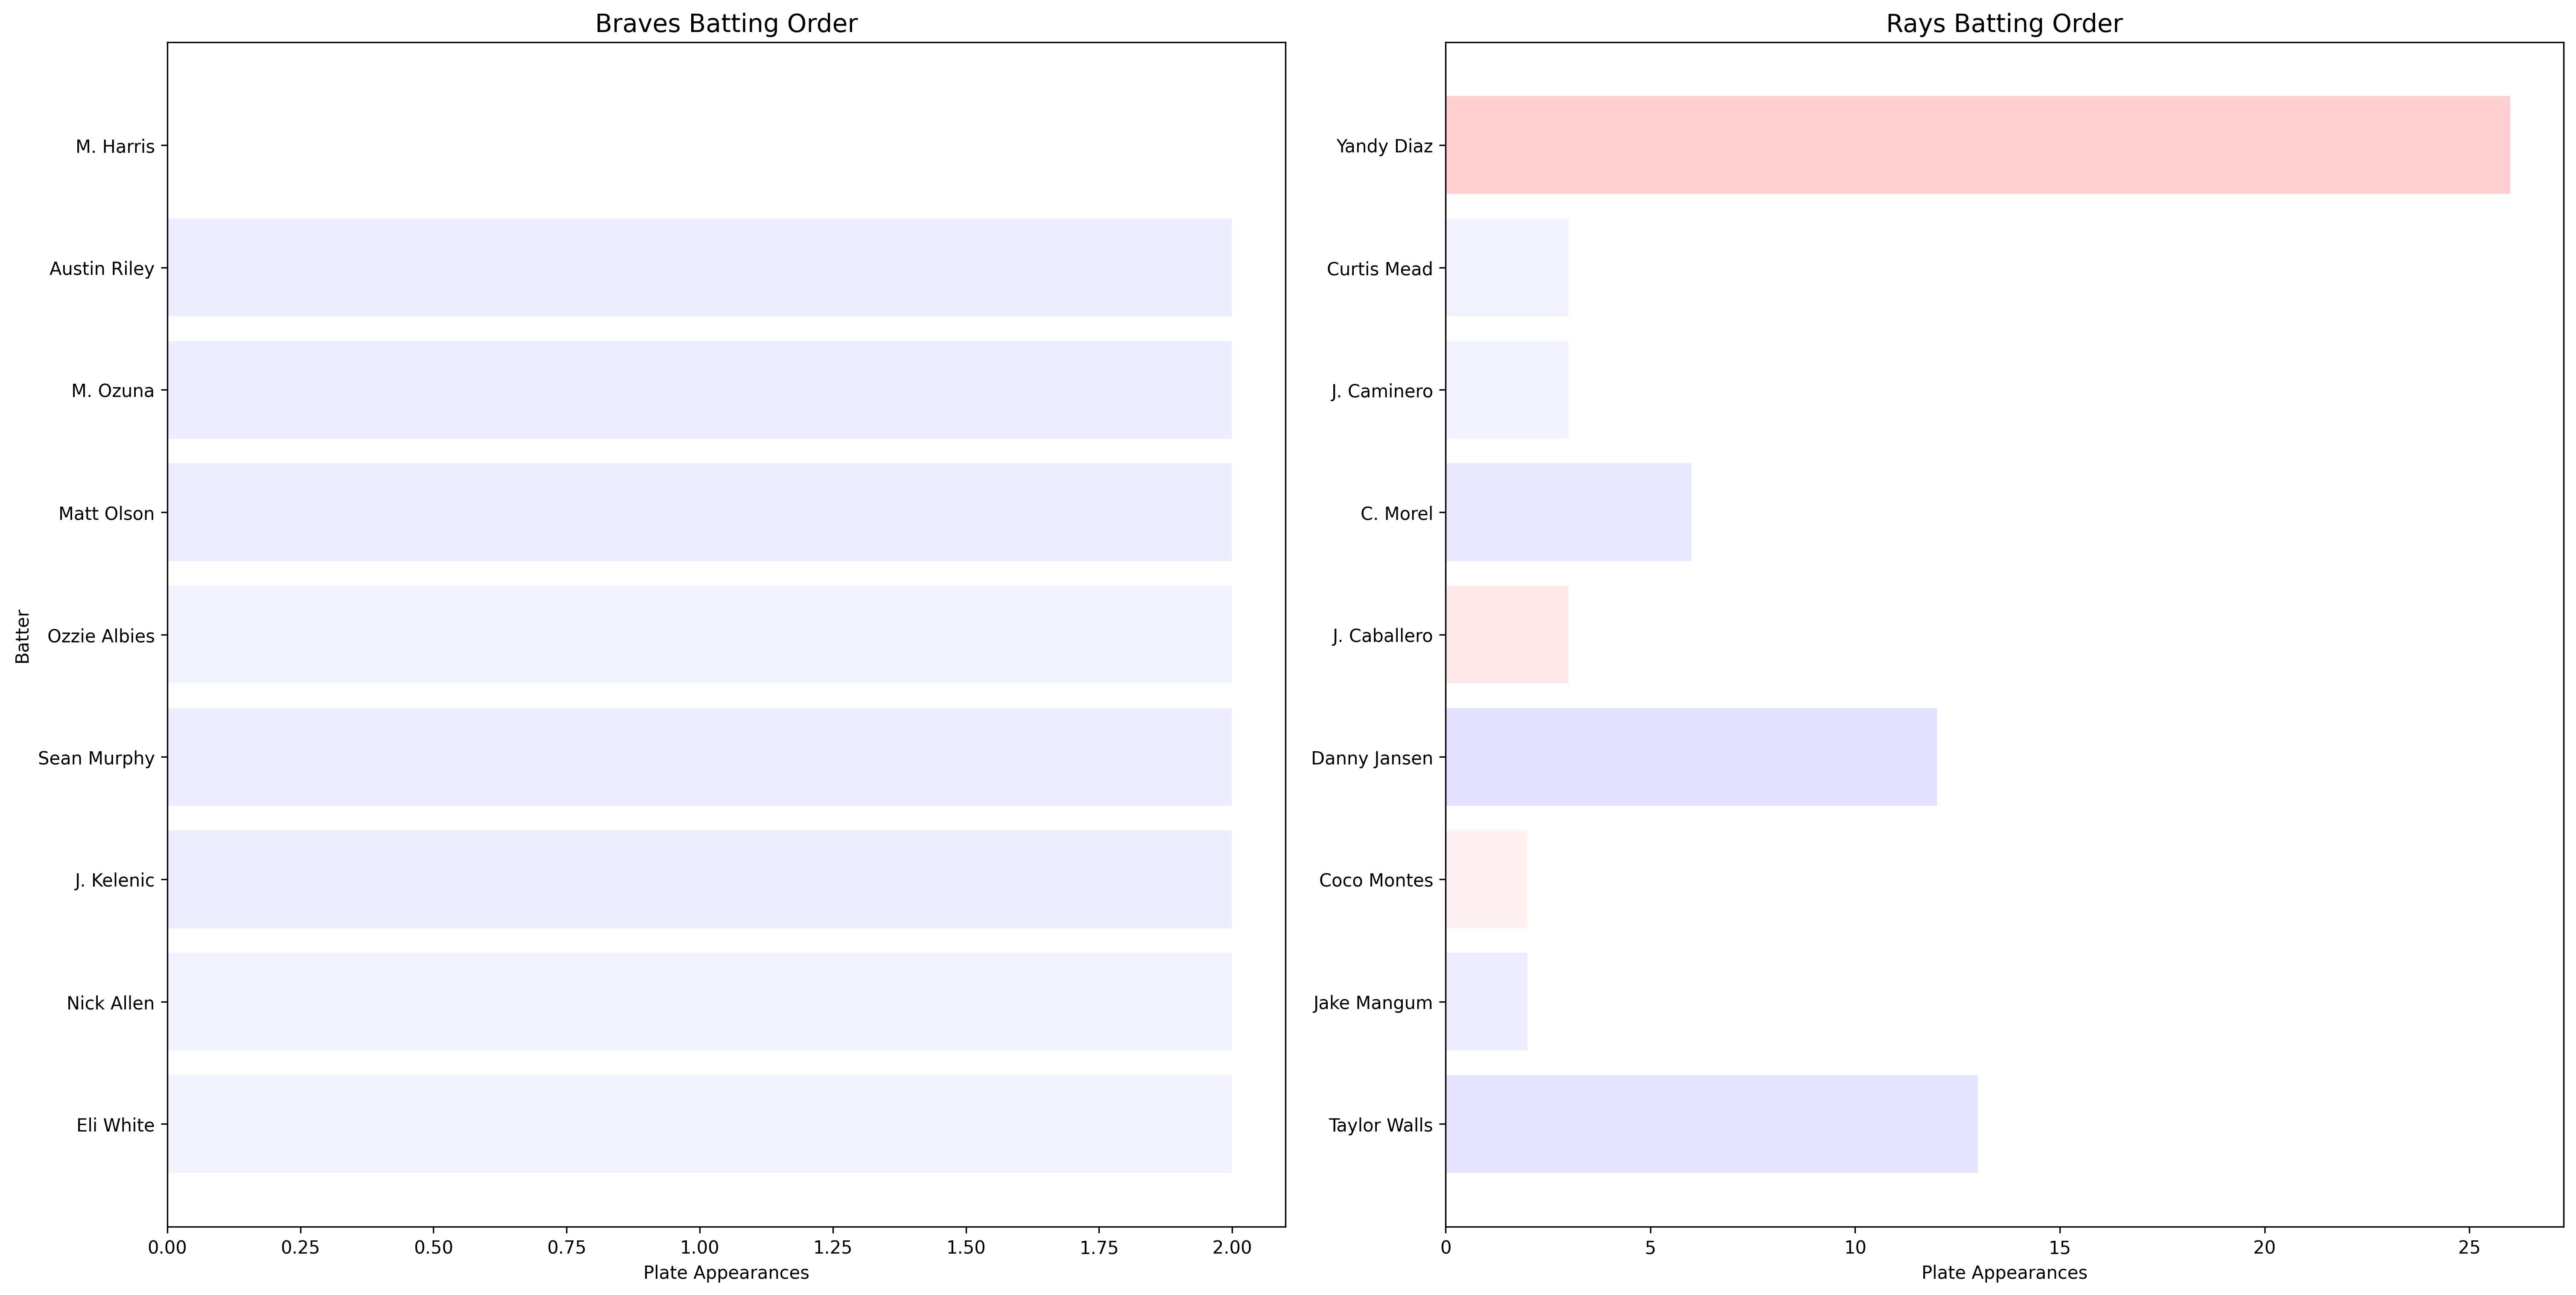 Braves Batting Order
Batter
M. Harris
Austin Riley
M. Ozuna
Matt Olson
Ozzie Albies
Sean Murphy
J. Kelenic
Nick Allen
Eli White
0.00 0.25 0.50 0.75 1.00 1.25 1.50 1.75 2.00
Plate Appearances
Rays Batting Order
Yandy Diaz
Curtis Mead
J. Caminero
C. Morel
J. Caballero
Danny Jansen
Coco Montes
Jake Mangum
Taylor Walls
0 5 10 15 20 25
Plate Appearances